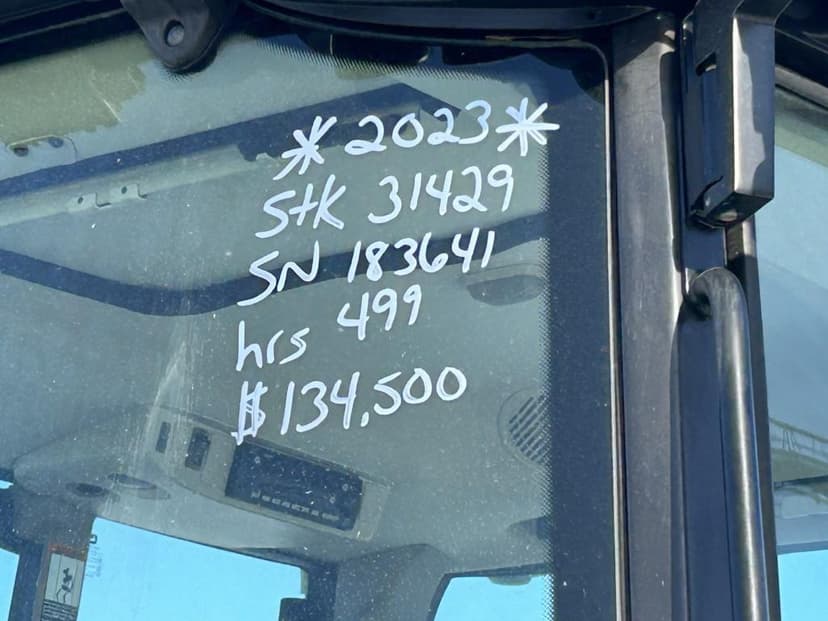 * 2023 *
Stk 31429
SN 183641
hrs 499
$134,500